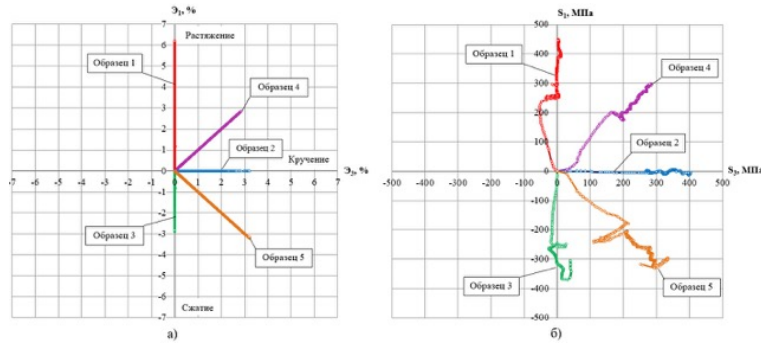 Э₁, %
7
6
5
4
3
2
1
0
-1
-2
-3
-4
-5
-6
-7
Растяжение
Образец 1
Образец 4
Образец 2
Кручение
Э₃, %
-7 -6 -5 -4 -3 -2 -1 0 1 2 3 4 5 6 7
Образец 3
Образец 5
Сжатие
а)
S₁, МПа
500
400
300
200
100
0
-100
-200
-300
-400
-500
Образец 1
Образец 4
Образец 2
S₃, МПа
-500 -400 -300 -200 -100 0 100 200 300 400 500
Образец 3
Образец 5
б)